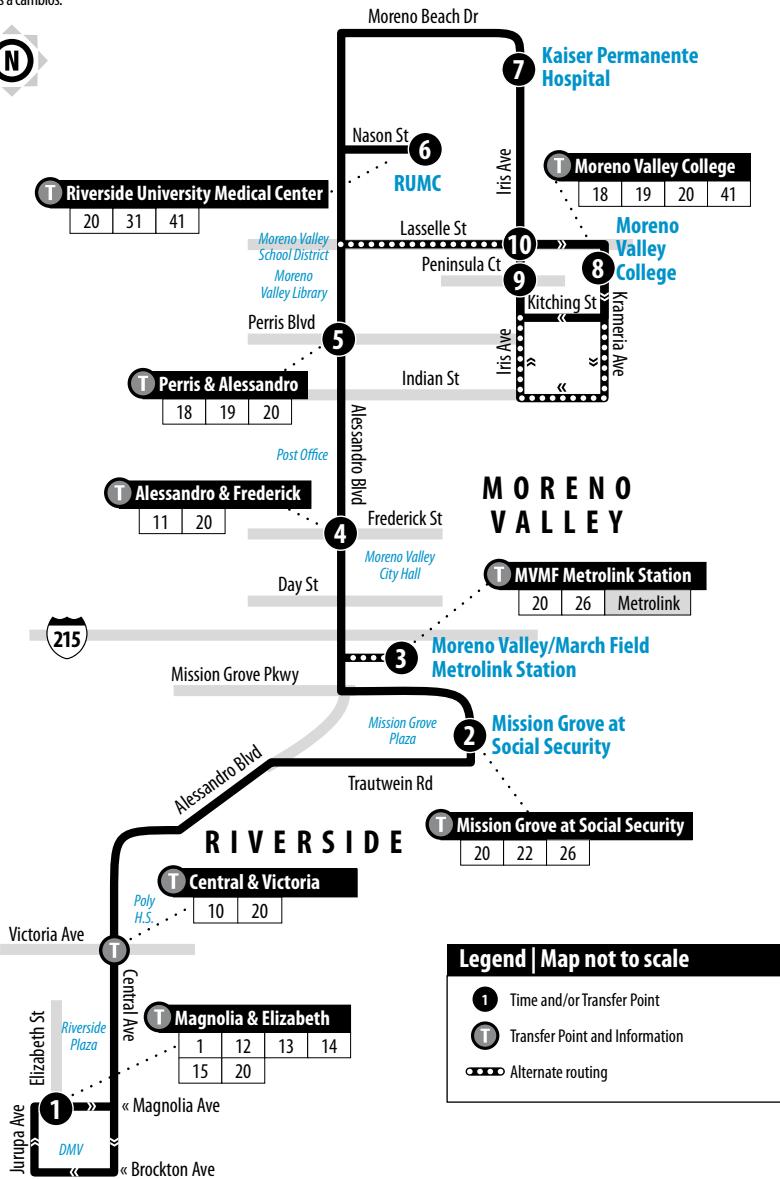 s a cambios.
N
Moreno Beach Dr
7
Kaiser Permanente
Hospital
Nason St
6
RUMC
Iris Ave
T Moreno Valley College
18 19 20 41
T Riverside University Medical Center
20 31 41
Lasselle St
10
Moreno
Valley
College
8
Moreno Valley
School District
Moreno
Valley Library
Peninsula Ct
9
Kitching St
Krameria Ave
Perris Blvd
5
Iris Ave
»
»
«
»
»
«
T Perris & Alessandro
18 19 20
Indian St
Alessandro Blvd
Post Office
MORENO
VALLEY
T Alessandro & Frederick
11 20
4
Frederick St
Moreno Valley
City Hall
Day St
T MVMF Metrolink Station
20 26 Metrolink
215
3
Moreno Valley/March Field
Metrolink Station
Mission Grove Pkwy
Mission Grove
Plaza
2
Mission Grove at
Social Security
Alessandro Blvd
Trautwein Rd
RIVERSIDE
T Mission Grove at Social Security
20 22 26
T Central & Victoria
10 20
Poly
H.S.
Victoria Ave
T
Central Ave
Legend | Map not to scale
1 Time and/or Transfer Point
T Transfer Point and Information
Alternate routing
T Magnolia & Elizabeth
1 12 13 14
15 20
Elizabeth St
Riverside
Plaza
1
»
« Magnolia Ave
Jurupa Ave
»
»
DMV
«
« Brockton Ave